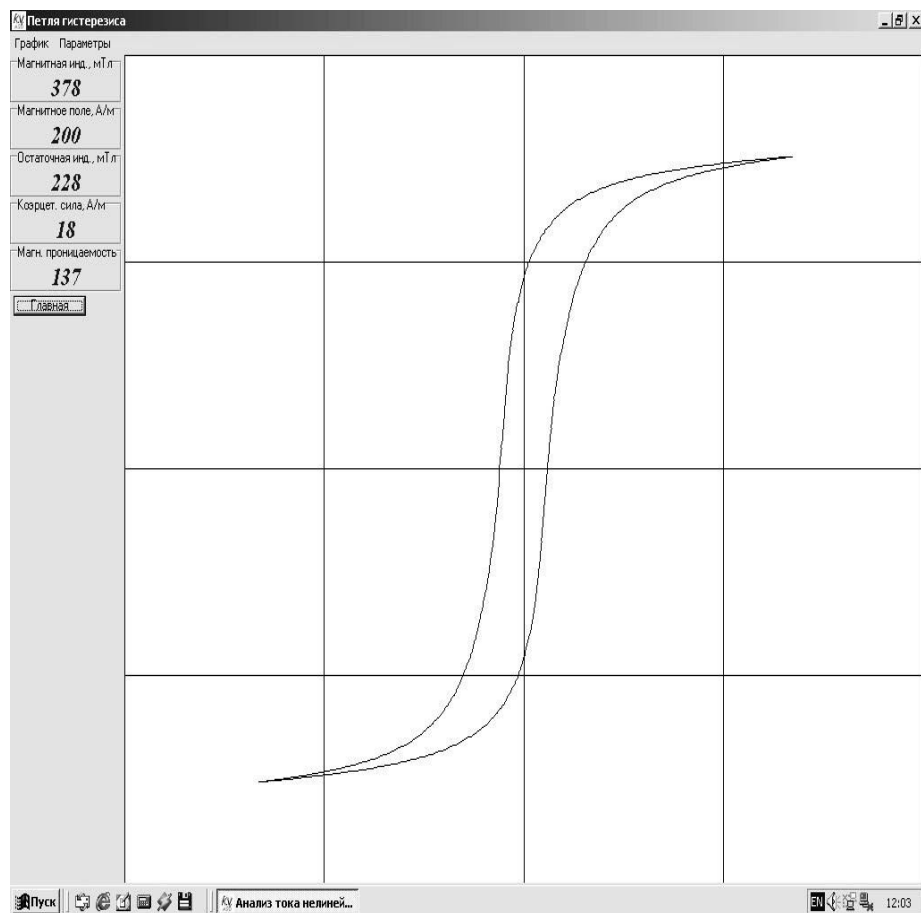 Петля гистерезиса
График Параметры
Магнитная инд., мТл
378
Магнитное поле, А/м
200
Остаточная инд., мТл
228
Коэрцет. сила, А/м
18
Магн. проницаемость
137
Главная
Пуск
Анализ тока нелиней...
EN
12:03